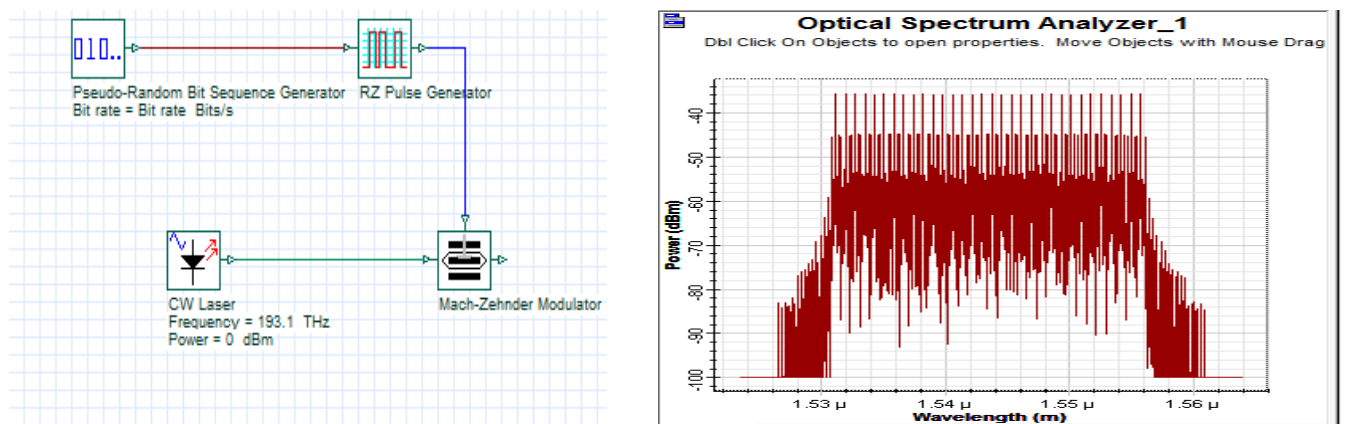 010..
Pseudo-Random Bit Sequence Generator
Bit rate = Bit rate Bits/s
RZ Pulse Generator
CW Laser
Frequency = 193.1 THz
Power = 0 dBm
Mach-Zehnder Modulator
Optical Spectrum Analyzer_1
Dbl Click On Objects to open properties. Move Objects with Mouse Drag
Power (dBm)
-40
-50
-60
-70
-80
-90
-100
1.53 µ
1.54 µ
1.55 µ
1.56 µ
Wavelength (m)